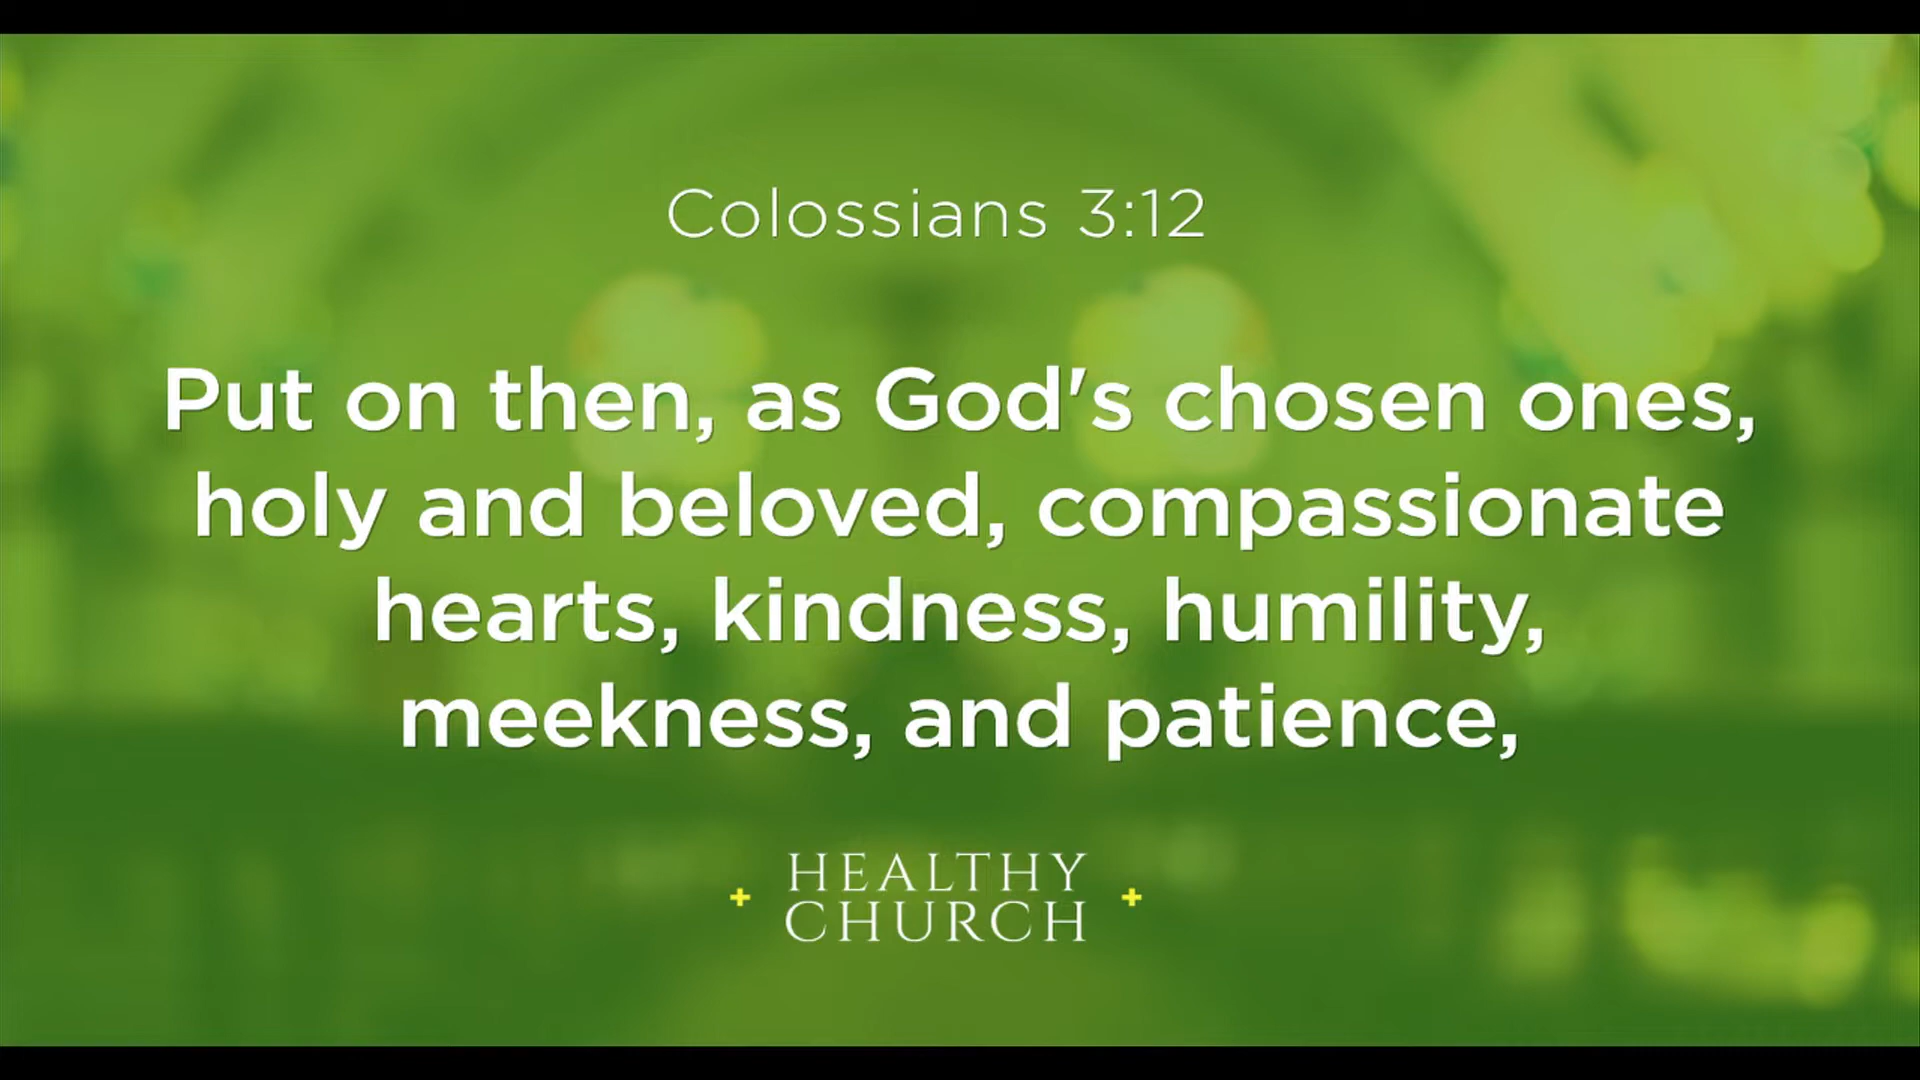 Colossians 3:12
Put on then, as God's chosen ones,
holy and beloved, compassionate
hearts, kindness, humility,
meekness, and patience,
HEALTHY
CHURCH